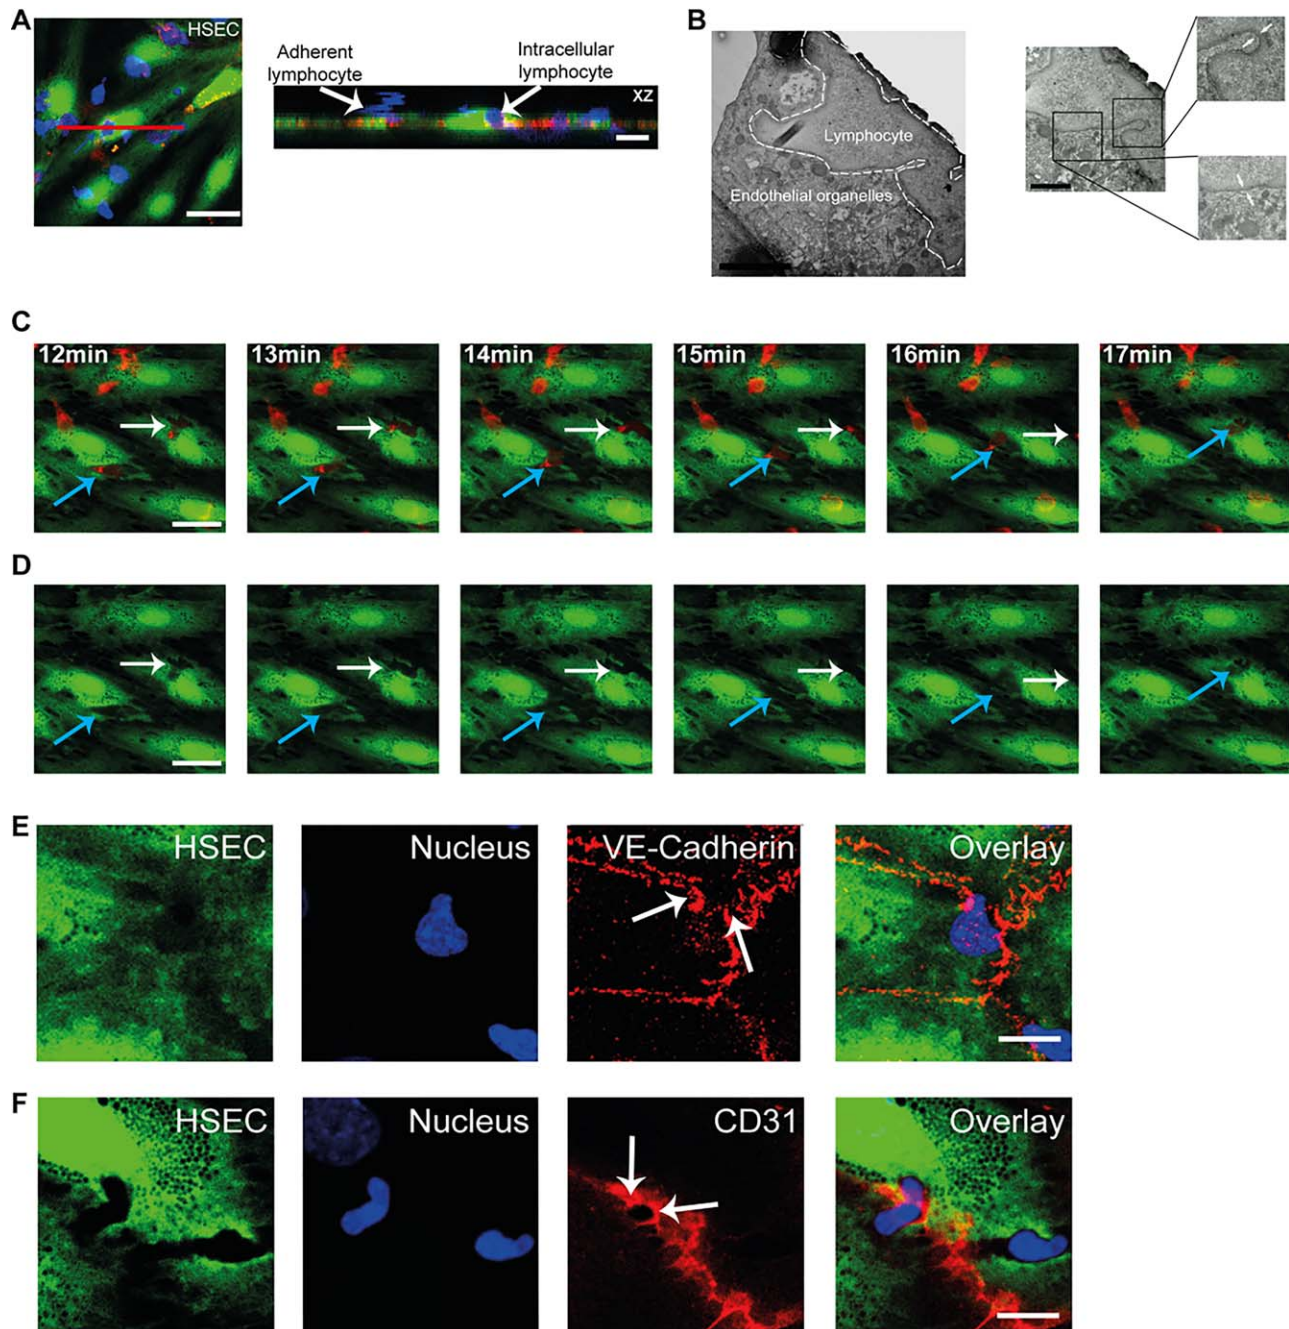 A
HSEC
Adherent
lymphocyte
Intracellular
lymphocyte
XZ
B
Lymphocyte
Endothelial organelles
C
12min
13min
14min
15min
16min
17min
D
E
HSEC
Nucleus
VE-Cadherin
Overlay
F
HSEC
Nucleus
CD31
Overlay